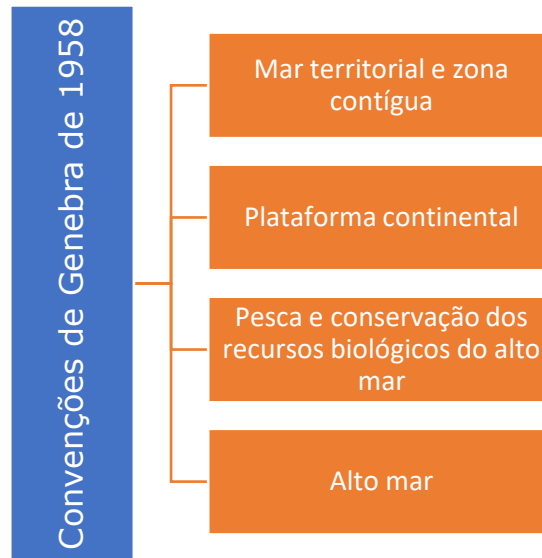 Convenções de Genebra de 1958
Mar territorial e zona
contígua
Plataforma continental
Pesca e conservação dos
recursos biológicos do alto
mar
Alto mar